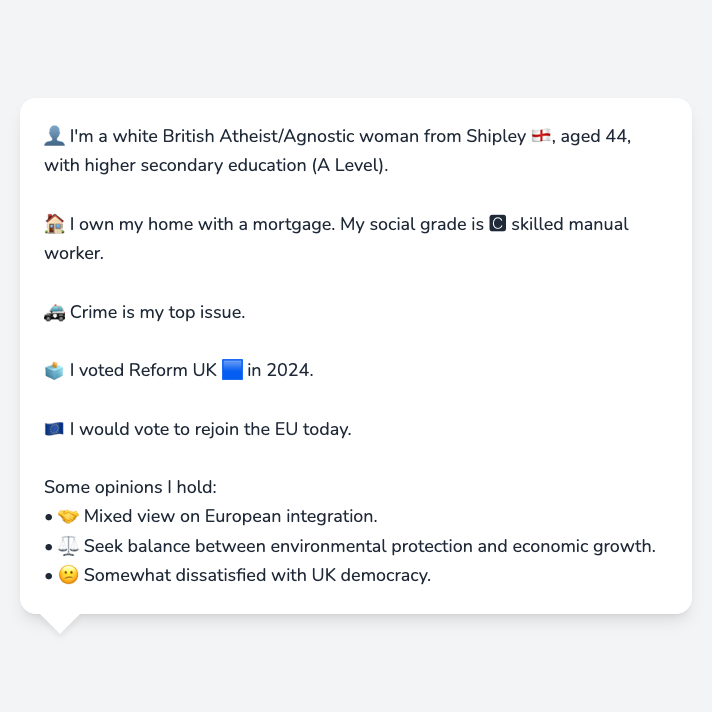 👤 I'm a white British Atheist/Agnostic woman from Shipley 🏴󠁧󠁢󠁥󠁮󠁧󠁿, aged 44,
with higher secondary education (A Level).
🏠 I own my home with a mortgage. My social grade is 🅲 skilled manual
worker.
🚓 Crime is my top issue.
🗳️ I voted Reform UK 🟦 in 2024.
🇪🇺 I would vote to rejoin the EU today.
Some opinions I hold:
• 🤝 Mixed view on European integration.
• ⚖️ Seek balance between environmental protection and economic growth.
• 😕 Somewhat dissatisfied with UK democracy.